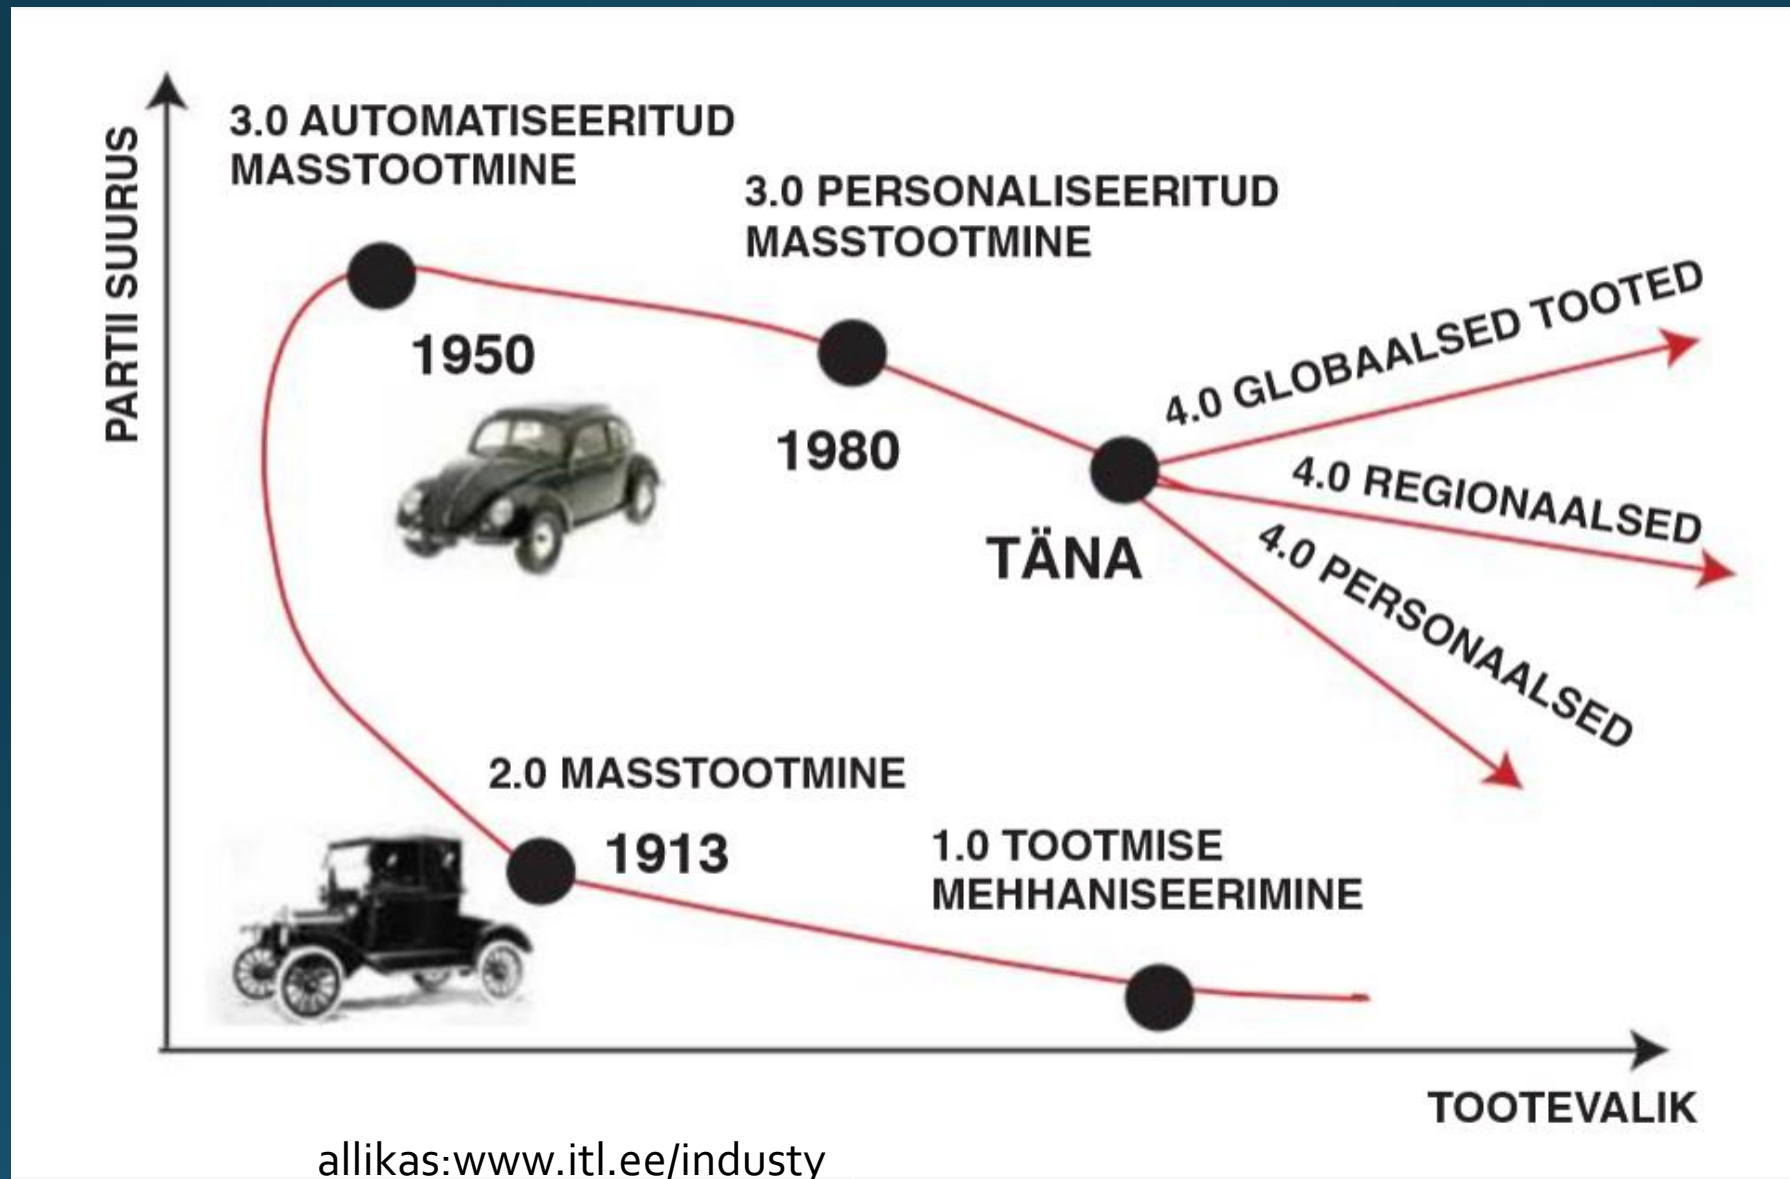 PARTII SUURUS
3.0 AUTOMATISEERITUD
MASSTOOTMINE
3.0 PERSONALISEERITUD
MASSTOOTMINE
1950
1980
4.0 GLOBAALSED TOOTED
4.0 REGIONAALSED
4.0 PERSONAALSED
TÄNA
2.0 MASSTOOTMINE
1913
1.0 TOOTMISE
MEHHANISEERIMINE
TOOTEVALIK
allikas:www.itl.ee/industy